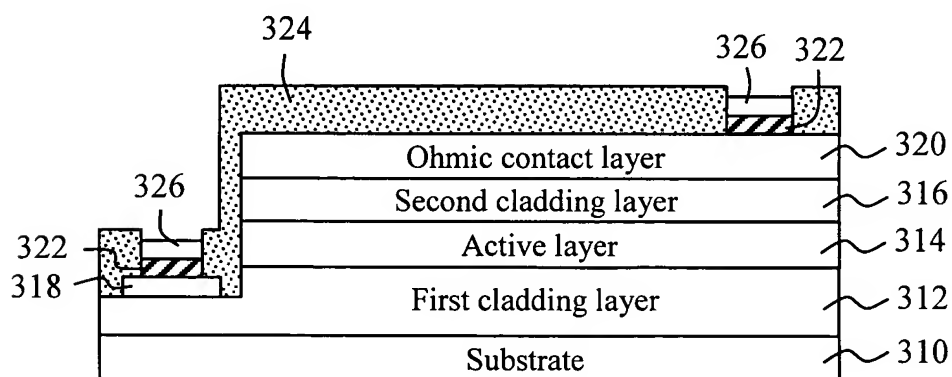 324
326
322
Ohmic contact layer
320
326
Second cladding layer
316
322
Active layer
314
318
First cladding layer
312
Substrate
310